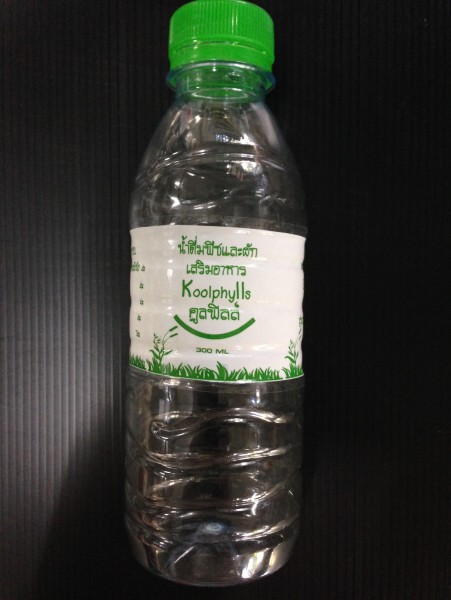 น้ำดื่มพืชและผัก
เสริมอาหาร
Koolphylls
คูลฟิลล์
300 ML